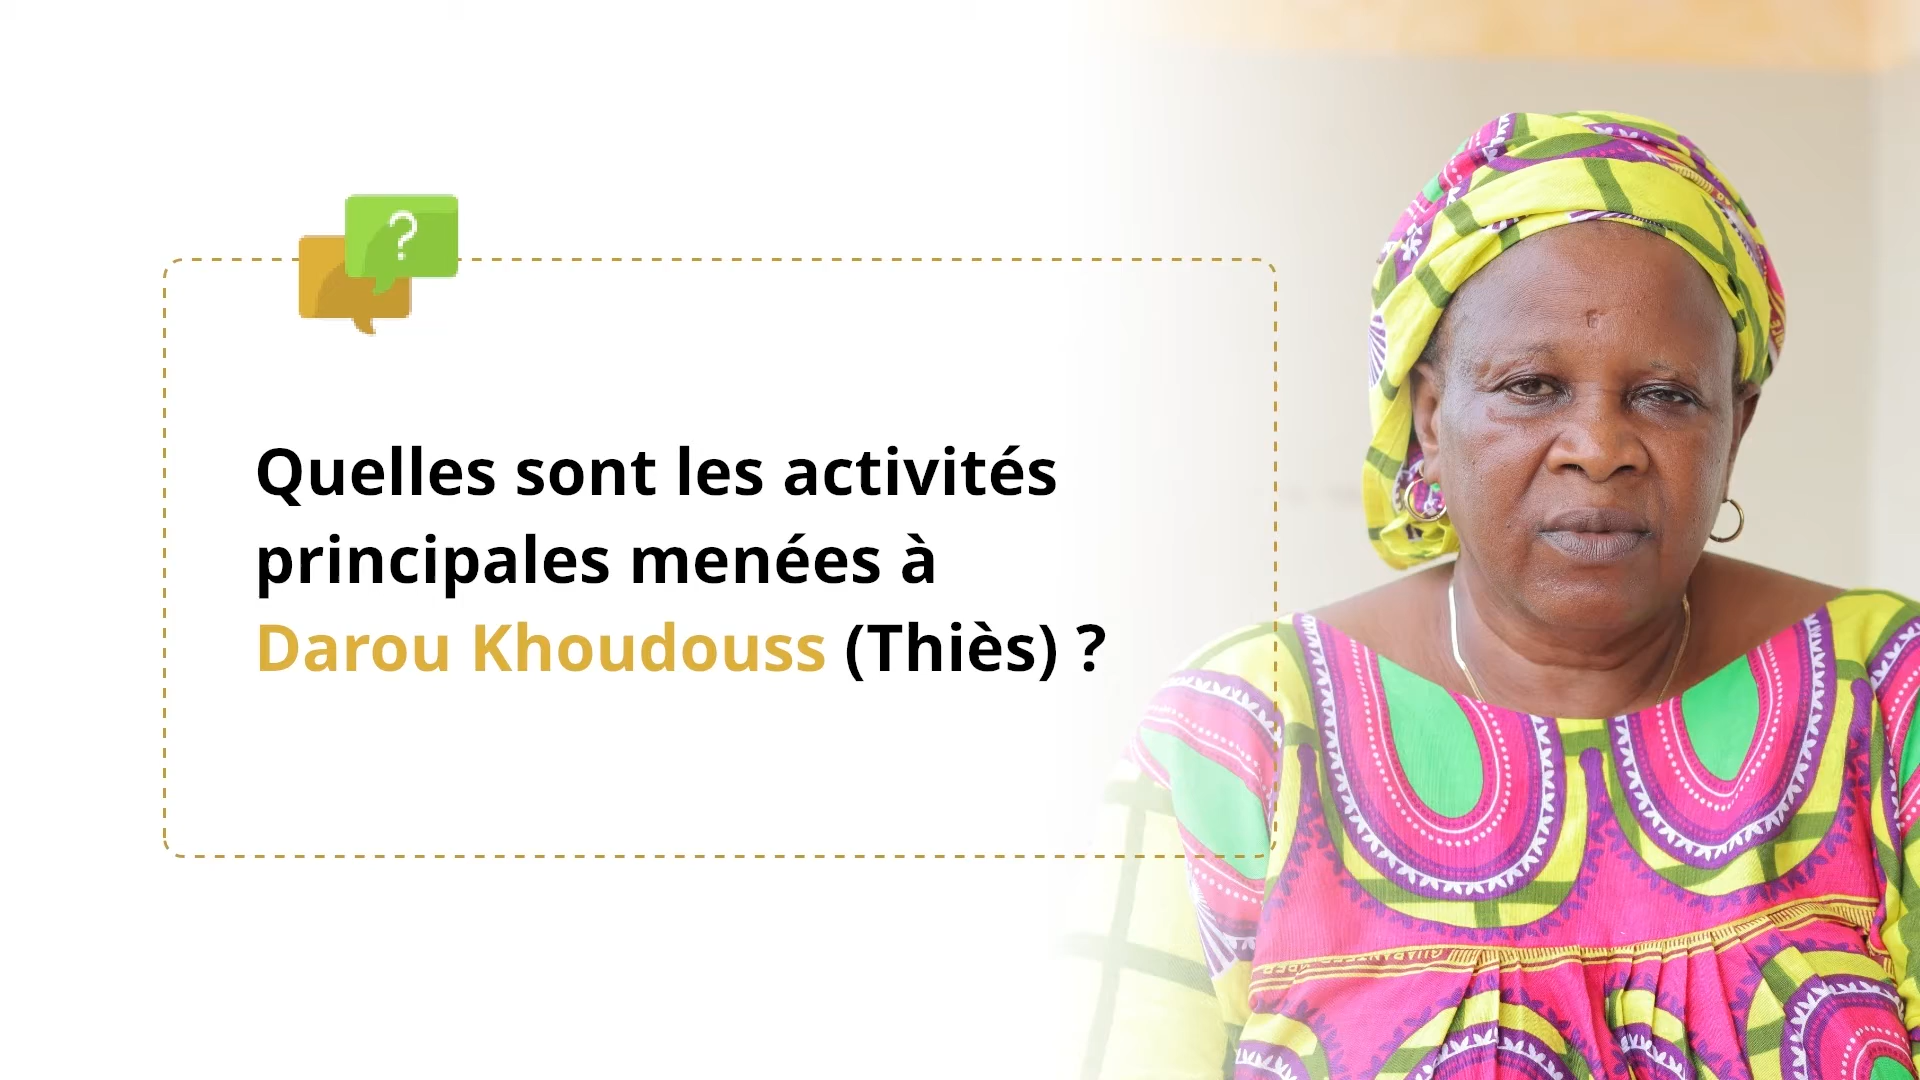 ?
Quelles sont les activités
principales menées à
Darou Khoudouss (Thiès) ?